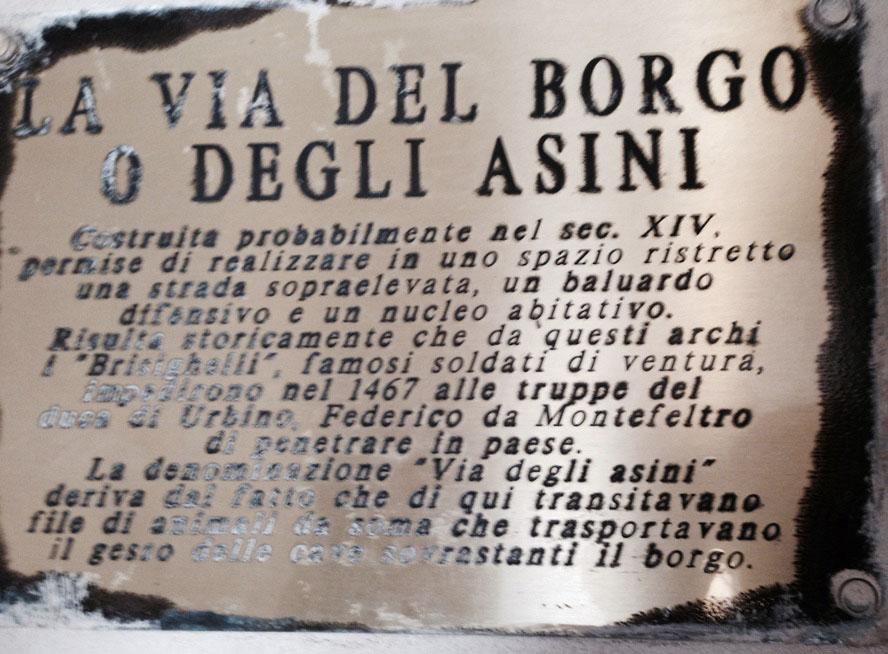 LA VIA DEL BORGO
O DEGLI ASINI
Costruita probabilmente nel sec. XIV,
permise di realizzare in uno spazio ristretto
una strada sopraelevata, un baluardo
difensivo e un nucleo abitativo.
Risulta storicamente che da questi archi
i "Brisighelli", famosi soldati di ventura,
impedirono nel 1467 alle truppe del
duca di Urbino, Federico da Montefeltro
di penetrare in paese.
La denominazione "Via degli asini"
deriva dal fatto che di qui transitavano
file di animali da soma che trasportavano
il gesso dalle cave sovrastanti il borgo.